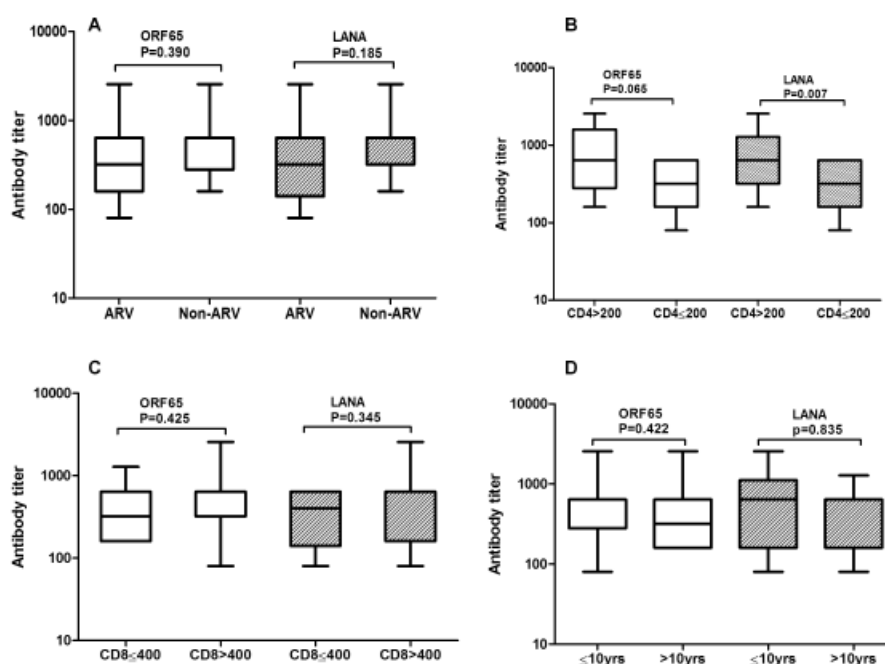 A
ORF65
P=0.390
LANA
P=0.185
10000
1000
100
10
Antibody titer
ARV
Non-ARV
ARV
Non-ARV
B
ORF65
P=0.065
LANA
P=0.007
10000
1000
100
10
Antibody titer
CD4>200
CD4≤200
CD4>200
CD4≤200
C
ORF65
P=0.425
LANA
P=0.345
10000
1000
100
10
Antibody titer
CD8≤400
CD8>400
CD8≤400
CD8>400
D
ORF65
P=0.422
LANA
p=0.835
10000
1000
100
10
Antibody titer
≤10yrs
>10yrs
≤10yrs
>10yrs